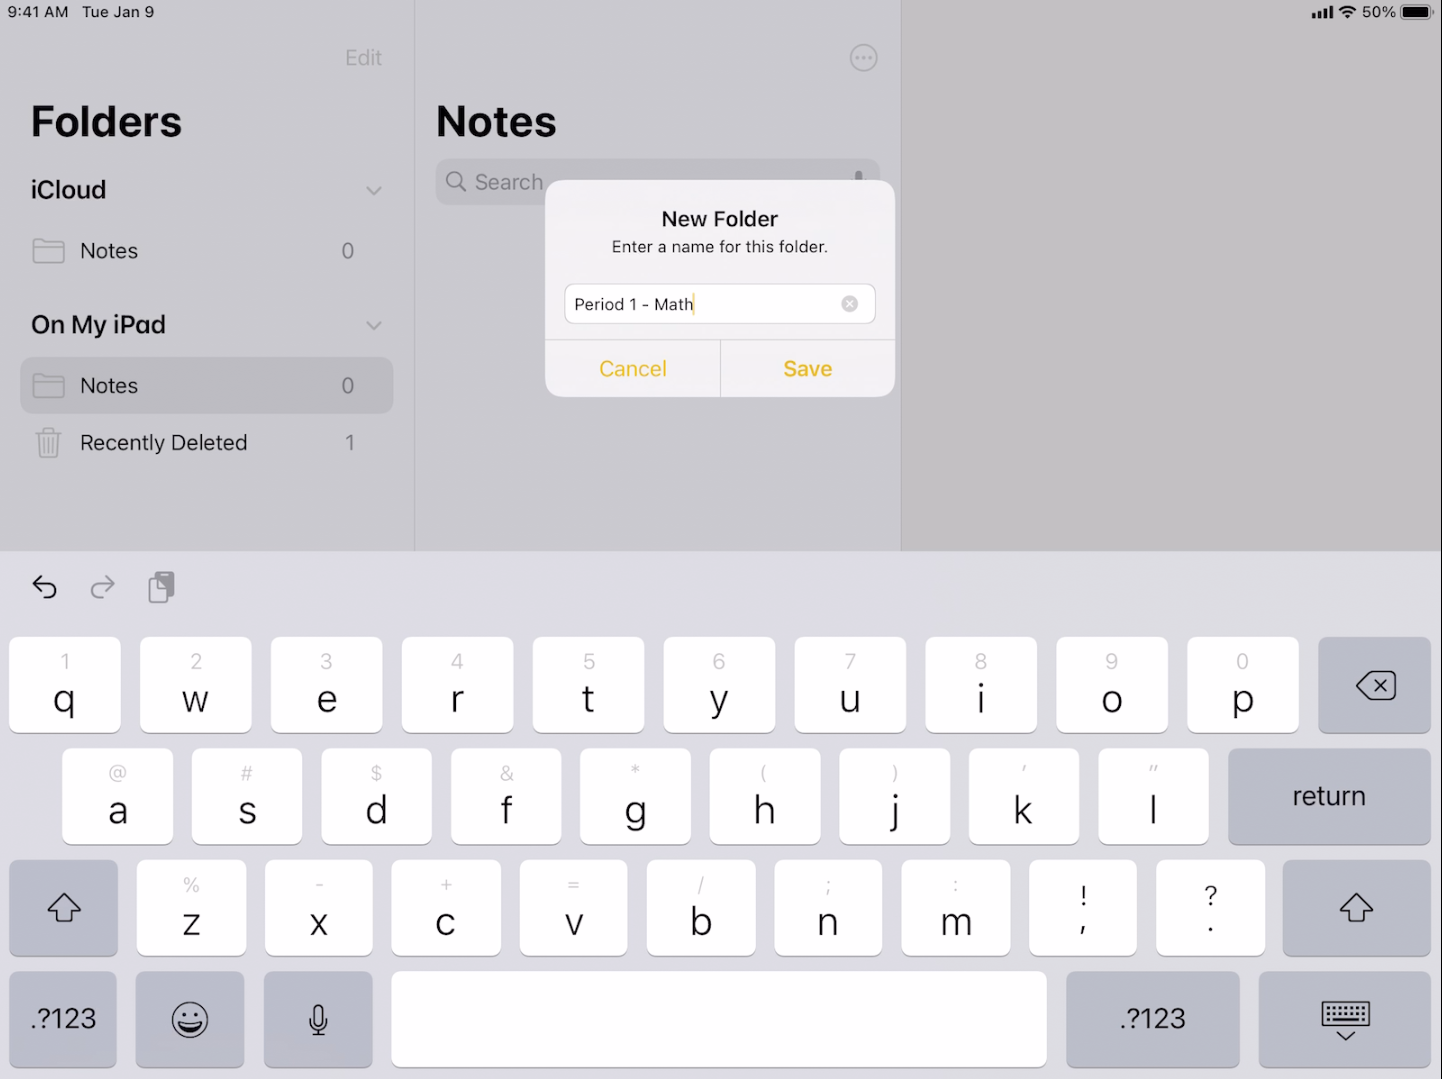 9:41 AM Tue Jan 9
50%
Edit
Folders
iCloud
Notes 0
On My iPad
Notes 0
Recently Deleted 1
Notes
Search
New Folder
Enter a name for this folder.
Period 1 - Math
Cancel Save
1 2 3 4 5 6 7 8 9 0
q w e r t y u i o p
@ # $ & * ( ) ' "
a s d f g h j k l return
% - + = / ; : ! ?
z x c v b n m , .
.?123 .?123